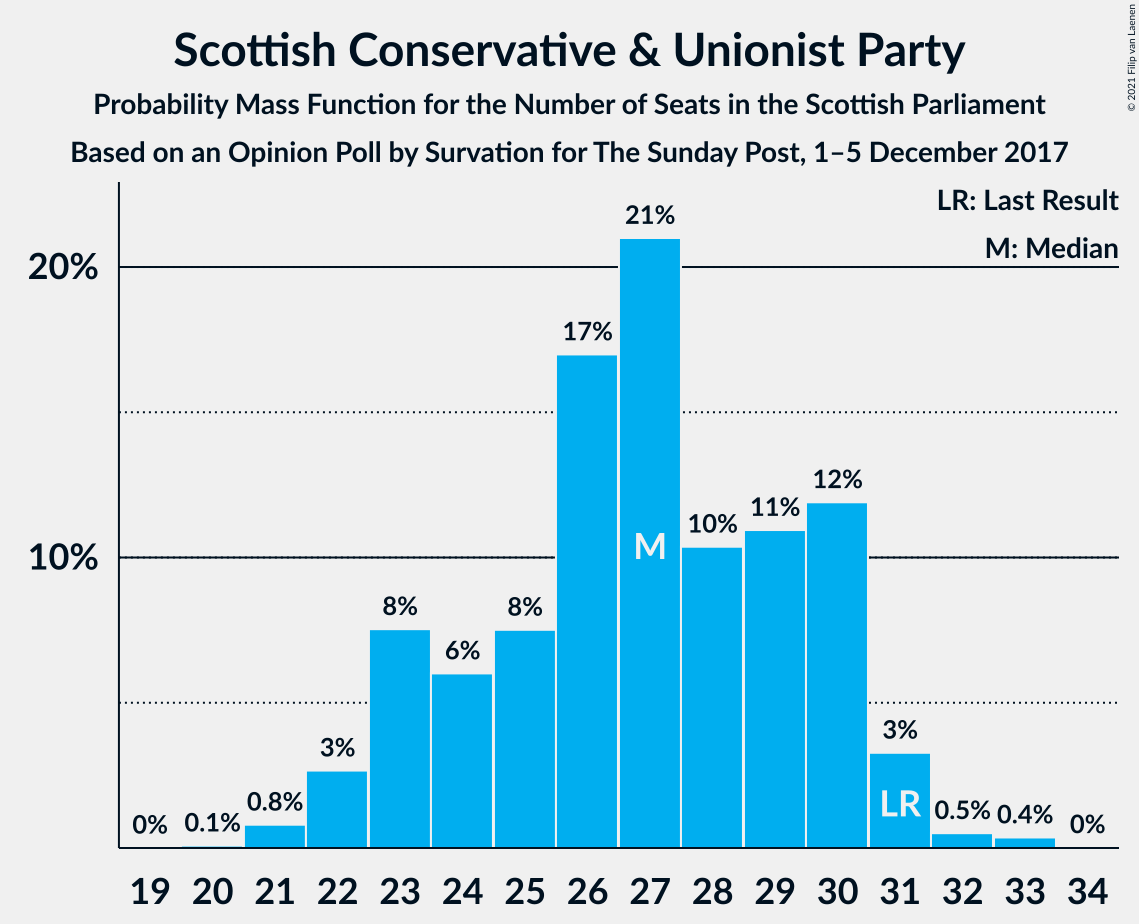 Scottish Conservative & Unionist Party
Probability Mass Function for the Number of Seats in the Scottish Parliament
Based on an Opinion Poll by Survation for The Sunday Post, 1–5 December 2017
© 2021 Filip van Laenen
LR: Last Result
M: Median
20%
10%
0%
0.1%
0.8%
3%
8%
6%
8%
17%
21%
10%
11%
12%
3%
0.5%
0.4%
0%
M
LR
19 20 21 22 23 24 25 26 27 28 29 30 31 32 33 34